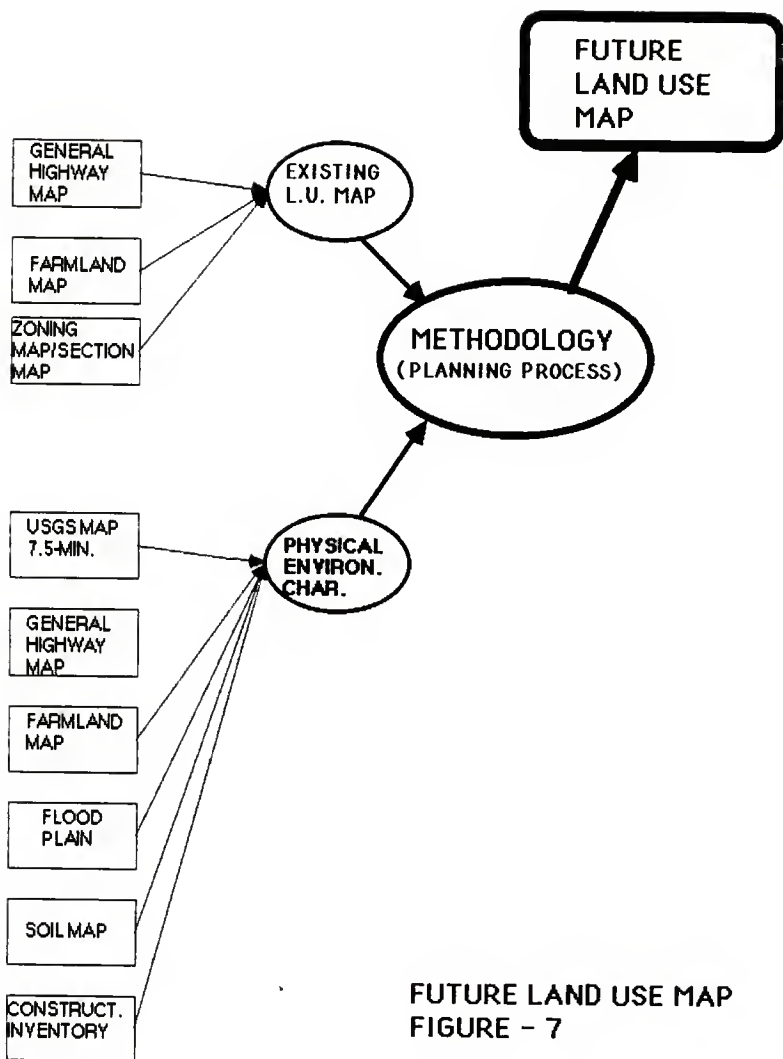 FUTURE
LAND USE
MAP
GENERAL
HIGHWAY
MAP
EXISTING
L.U. MAP
FARMLAND
MAP
ZONING
MAP/SECTION
MAP
METHODOLOGY
(PLANNING PROCESS)
USGS MAP
7.5-MIN.
PHYSICAL
ENVIRON.
CHAR.
GENERAL
HIGHWAY
MAP
FARMLAND
MAP
FLOOD
PLAIN
SOIL MAP
CONSTRUCT.
INVENTORY
FUTURE LAND USE MAP
FIGURE - 7